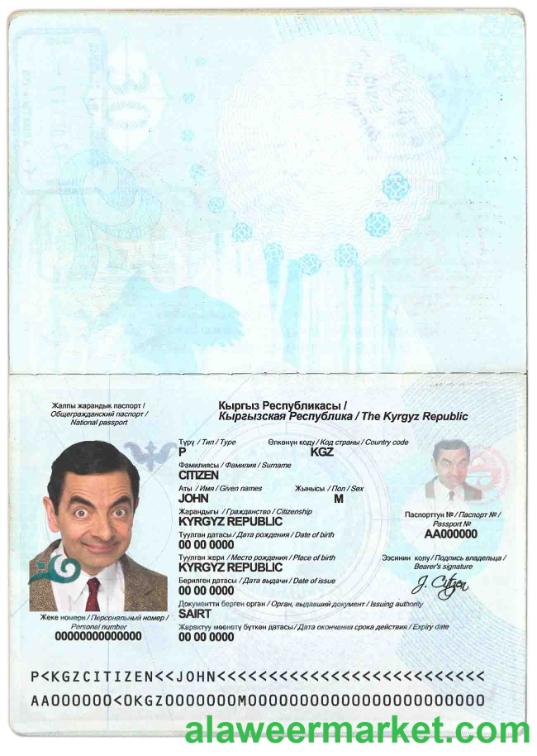 Жалпы жарандык паспорт /
Общегражданский паспорт /
National passport
Кыргыз Республикасы /
Кыргызская Республика / The Kyrgyz Republic
Түрү / Тип / Type
P
Өлкөнүн коду / Код страны / Country code
KGZ
Фамилиясы / Фамилия / Surname
CITIZEN
Аты / Имя / Given names
JOHN
Жынысы / Пол / Sex
M
Жарандыгы / Гражданство / Citizenship
KYRGYZ REPUBLIC
Туулган датасы / Дата рождения / Date of birth
00 00 0000
Туулган жери / Место рождения / Place of birth
KYRGYZ REPUBLIC
Берилген датасы / Дата выдачи / Date of issue
00 00 0000
Документти берген орган / Орган, выдавший документ / Issuing authority
SAIRT
Жарактуу мөөнөтү бүткөн датасы / Дата окончания срока действия / Expiry date
00 00 0000
Паспорттун № / Паспорт № /
Passport №
AA000000
Ээсинин колу / Подпись владельца /
Bearer's signature
J. Citizen
Жеке номери / Персональный номер /
Personal number
00000000000000
P<KGZCITIZEN<<JOHN<<<<<<<<<<<<<<<<<<<<<<<<<<
AA000000<0KGZ0000000M00000000000000000000000
alaweermarket.com